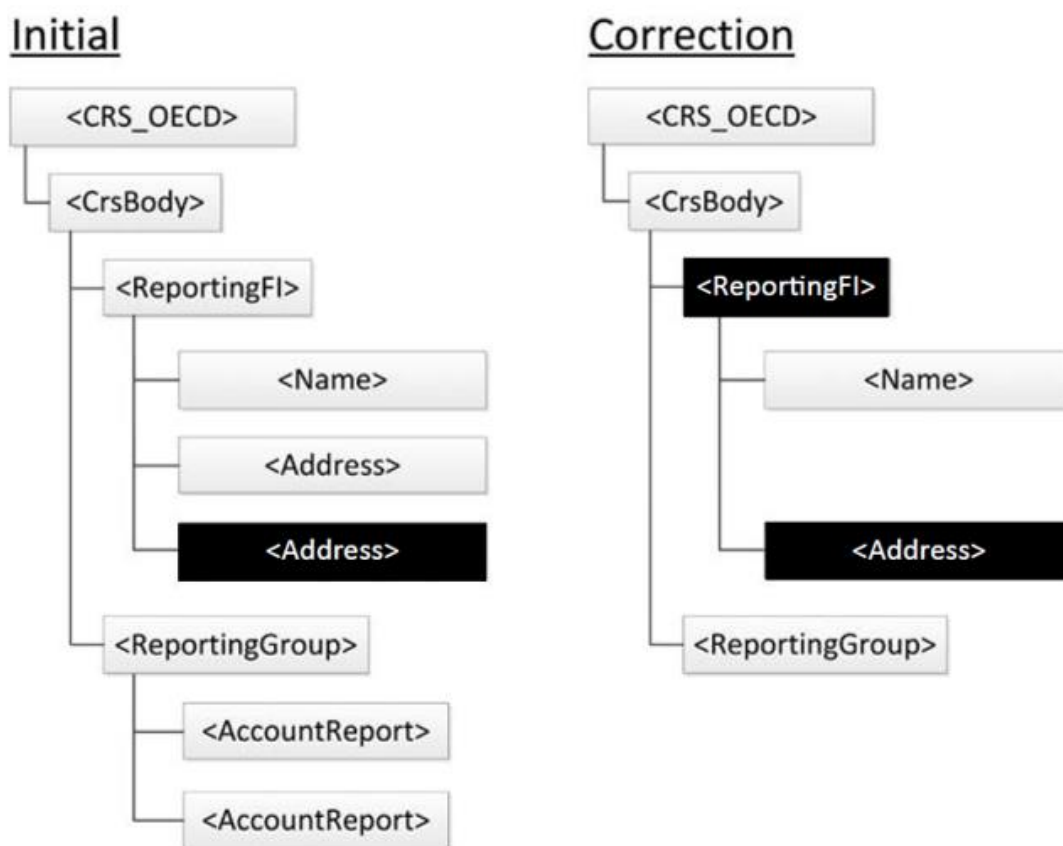 Initial
<CRS_OECD>
<CrsBody>
<ReportingFI>
<Name>
<Address>
<Address>
<ReportingGroup>
<AccountReport>
<AccountReport>
Correction
<CRS_OECD>
<CrsBody>
<ReportingFI>
<Name>
<Address>
<ReportingGroup>